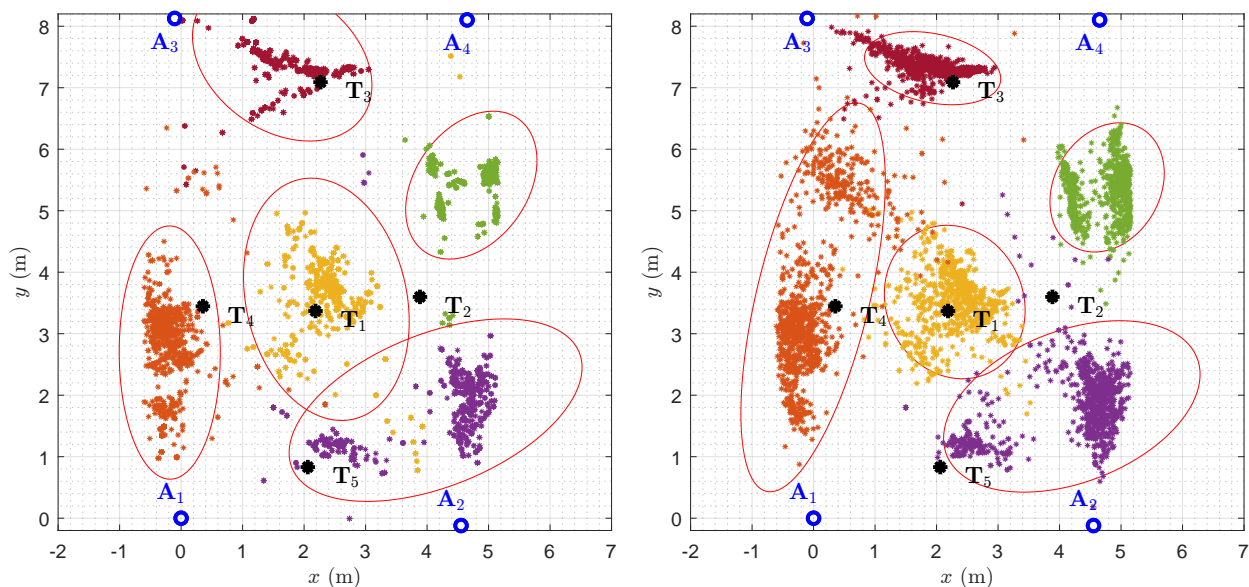 8
7
6
5
4
3
2
1
0
y (m)
A₃
A₄
T₃
T₄
T₁
T₂
T₅
A₁
A₂
-2 -1 0 1 2 3 4 5 6 7
x (m)
8
7
6
5
4
3
2
1
0
y (m)
A₃
A₄
T₃
T₄
T₁
T₂
T₅
A₁
A₂
-2 -1 0 1 2 3 4 5 6 7
x (m)